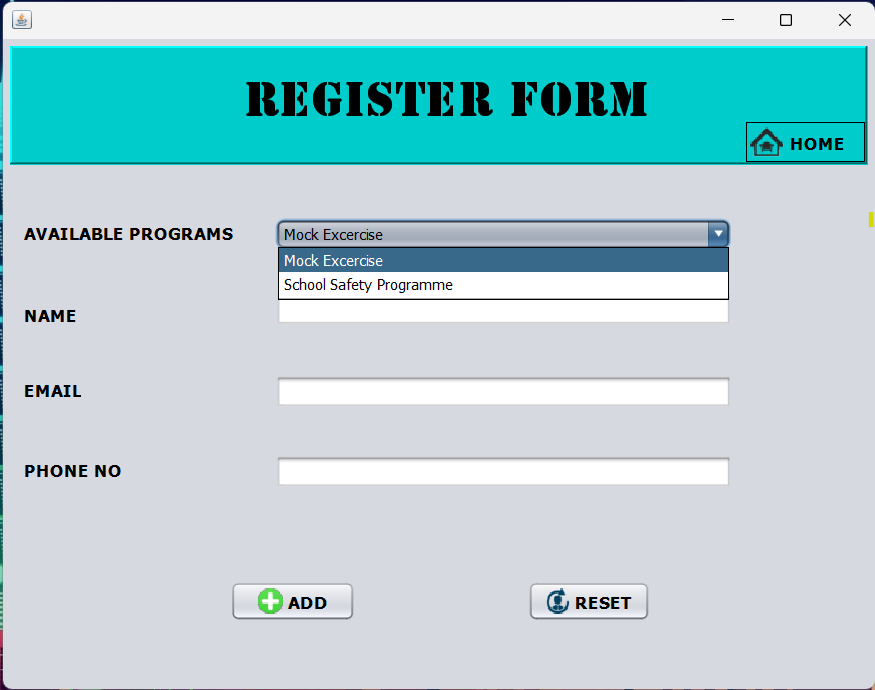 REGISTER FORM
HOME
AVAILABLE PROGRAMS
Mock Excercise
Mock Excercise
School Safety Programme
NAME
EMAIL
PHONE NO
ADD
RESET